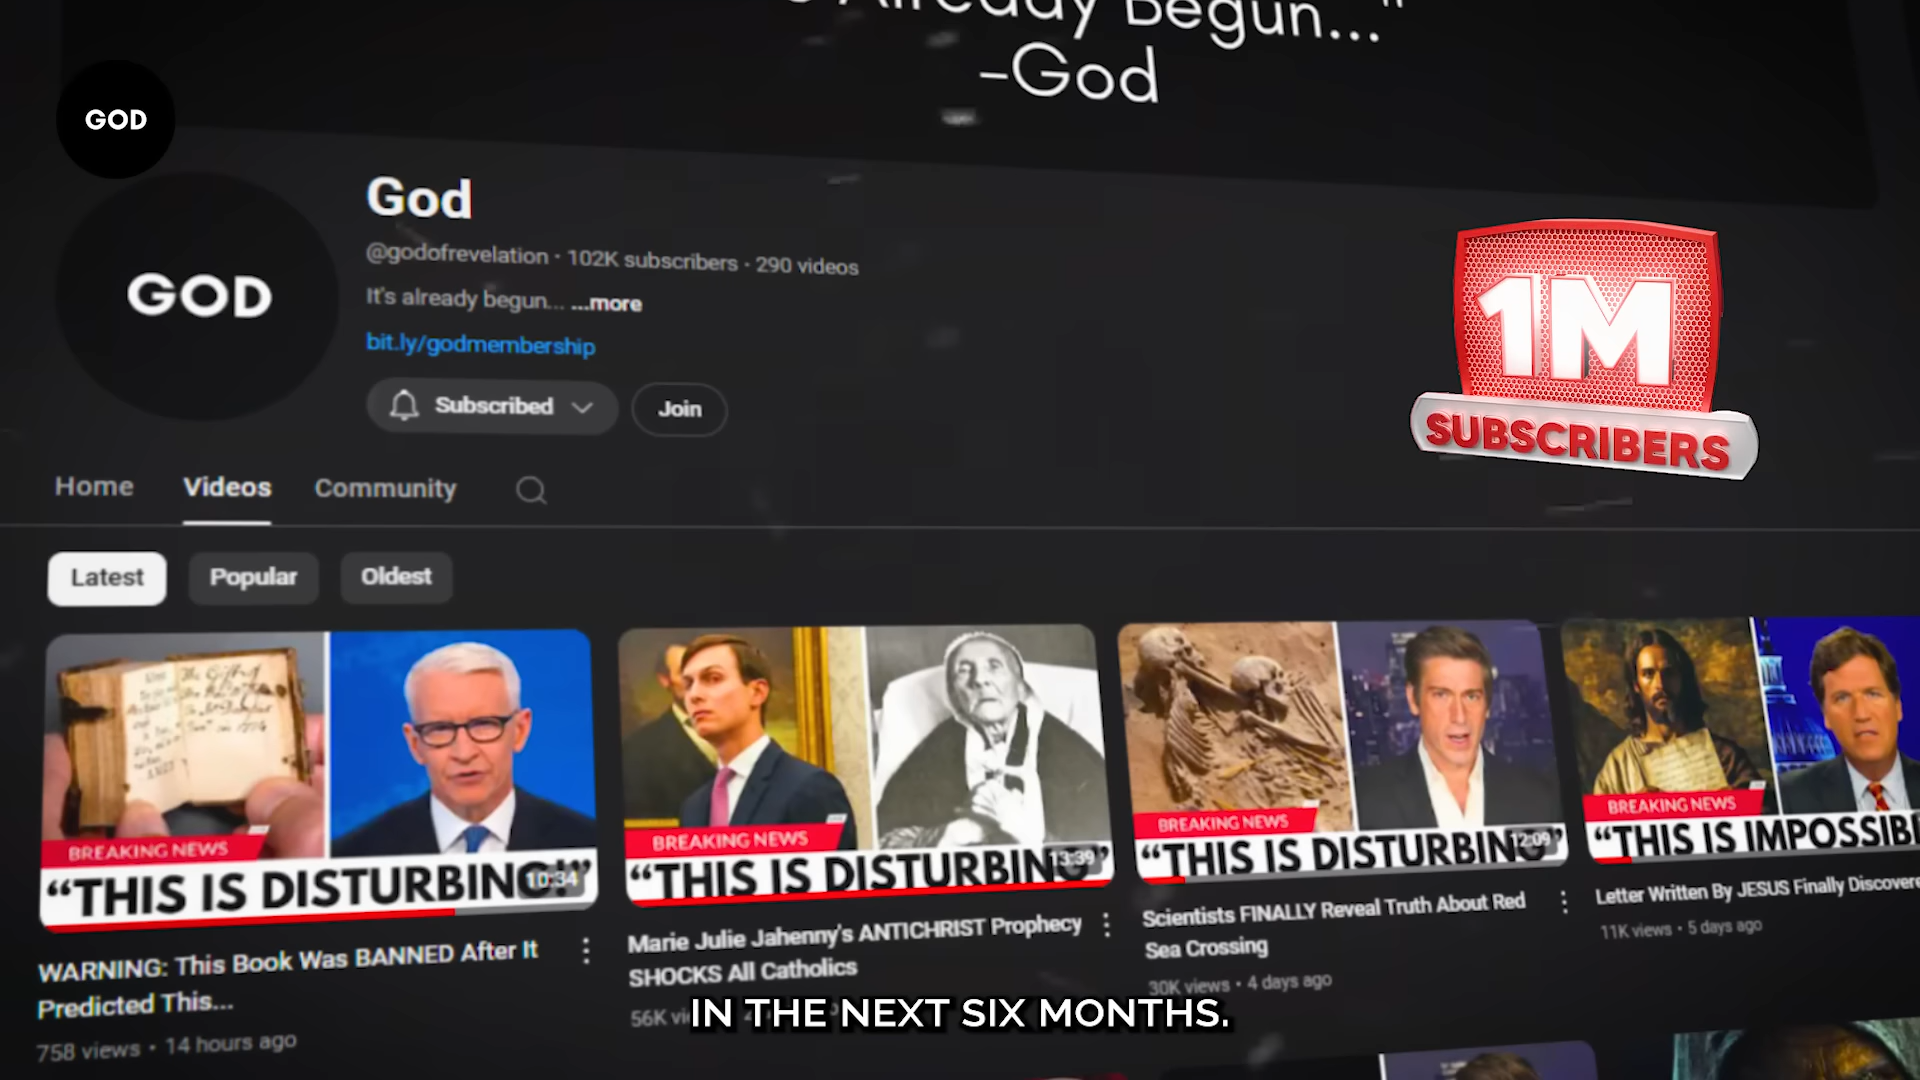 Already Begun..."
-God
GOD
GOD
God
@godofrevelation · 102K subscribers · 290 videos
It's already begun... ...more
bit.ly/godmembership
Subscribed
Join
1M
SUBSCRIBERS
Home
Videos
Community
Latest
Popular
Oldest
BREAKING NEWS
“THIS IS DISTURBING!”
10:34
WARNING: This Book Was BANNED After It
Predicted This...
758 views • 14 hours ago
BREAKING NEWS
“THIS IS DISTURBING”
13:39
Marie Julie Jahenny's ANTICHRIST Prophecy
SHOCKS All Catholics
56K
BREAKING NEWS
“THIS IS DISTURBING”
12:09
Scientists FINALLY Reveal Truth About Red
Sea Crossing
30K views • 4 days ago
BREAKING NEWS
“THIS IS IMPOSSIBL
Letter Written By JESUS Finally Discovere
11K views • 5 days ago
IN THE NEXT SIX MONTHS.